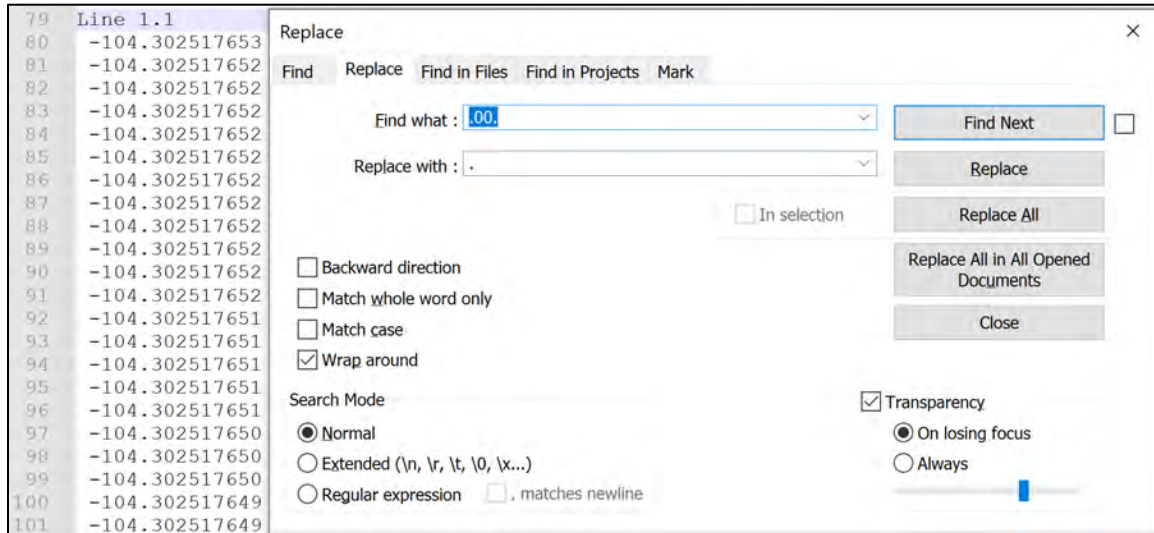 79 Line 1.1
80 -104.302517653
81 -104.302517652
82 -104.302517652
83 -104.302517652
84 -104.302517652
85 -104.302517652
86 -104.302517652
87 -104.302517652
88 -104.302517652
89 -104.302517652
90 -104.302517652
91 -104.302517652
92 -104.302517651
93 -104.302517651
94 -104.302517651
95 -104.302517651
96 -104.302517651
97 -104.302517650
98 -104.302517650
99 -104.302517650
100 -104.302517649
101 -104.302517649
Replace
Find Replace Find in Files Find in Projects Mark
Find what : .00.
Find Next
Replace with : .
Replace
In selection
Replace All
Replace All in All Opened
Documents
Close
Backward direction
Match whole word only
Match case
Wrap around
Search Mode
Normal
Extended (\n, \r, \t, \0, \x...)
Regular expression
. matches newline
Transparency
On losing focus
Always